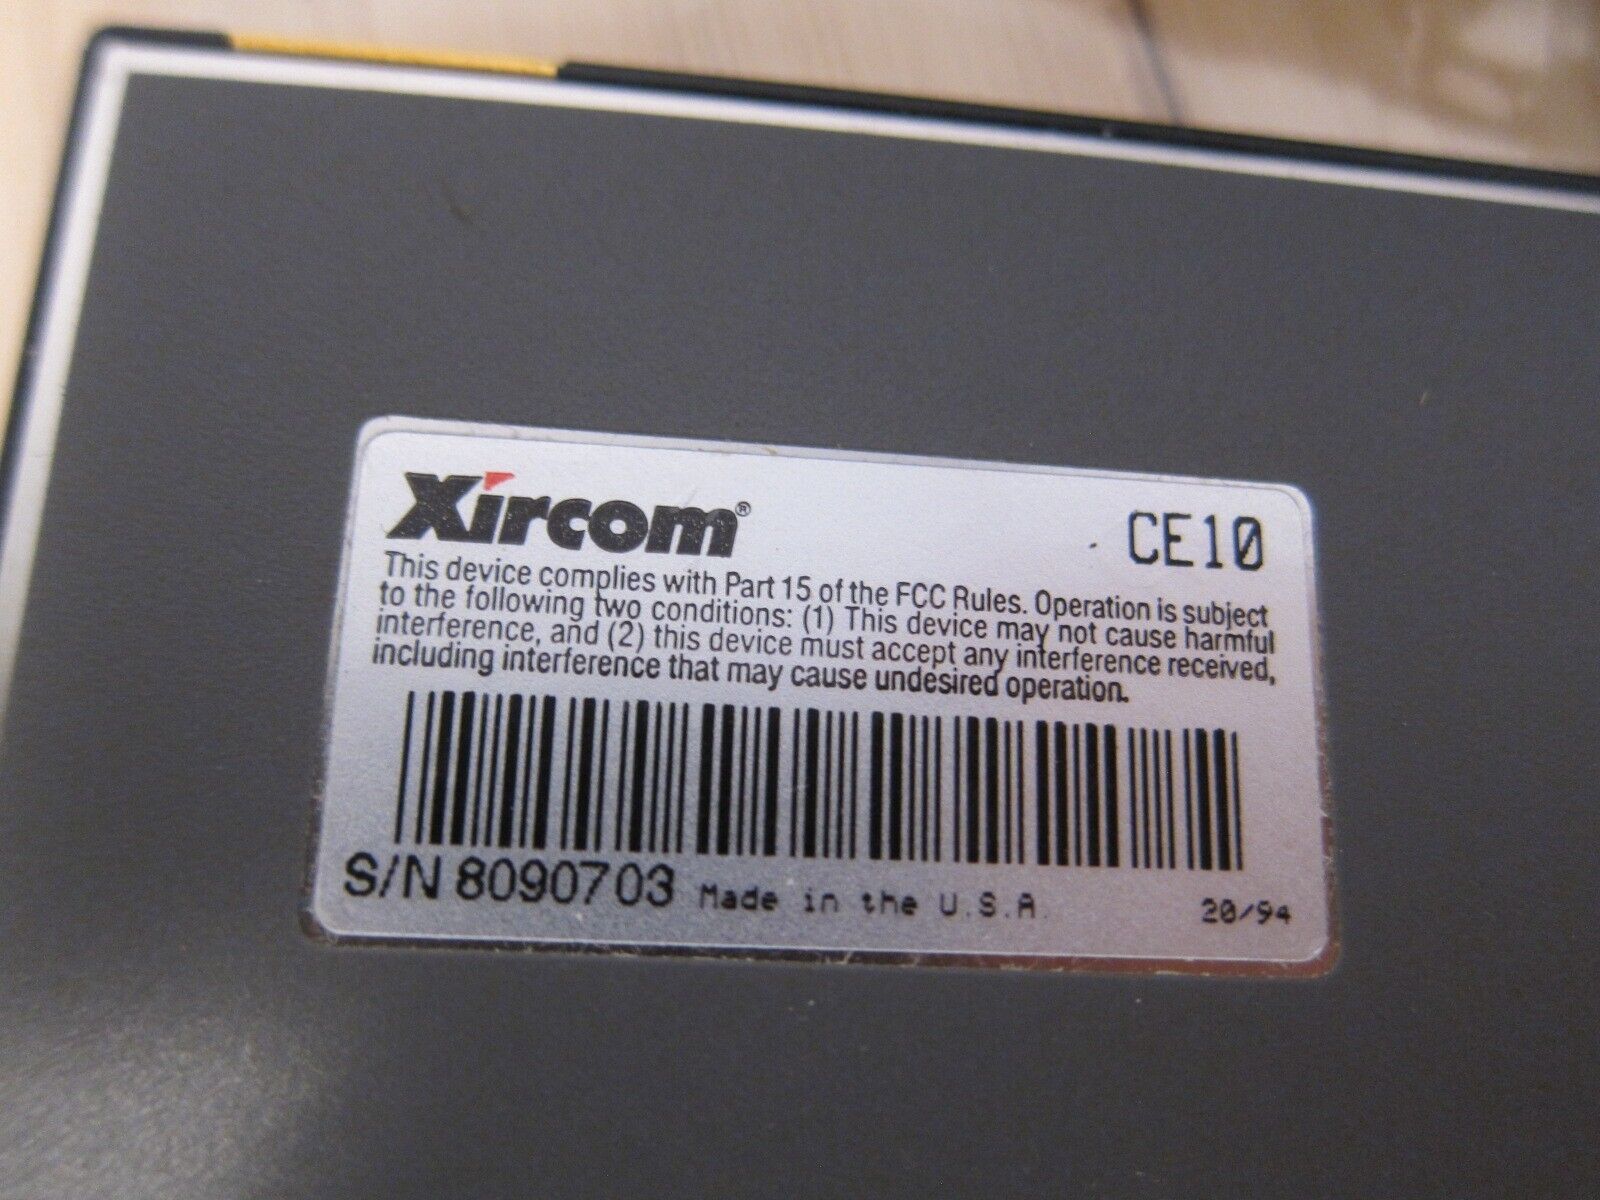 Xircom® CE10
This device complies with Part 15 of the FCC Rules. Operation is subject
to the following two conditions: (1) This device may not cause harmful
interference, and (2) this device must accept any interference received,
including interference that may cause undesired operation.
S/N 8090703 Made in the U.S.A. 20/94